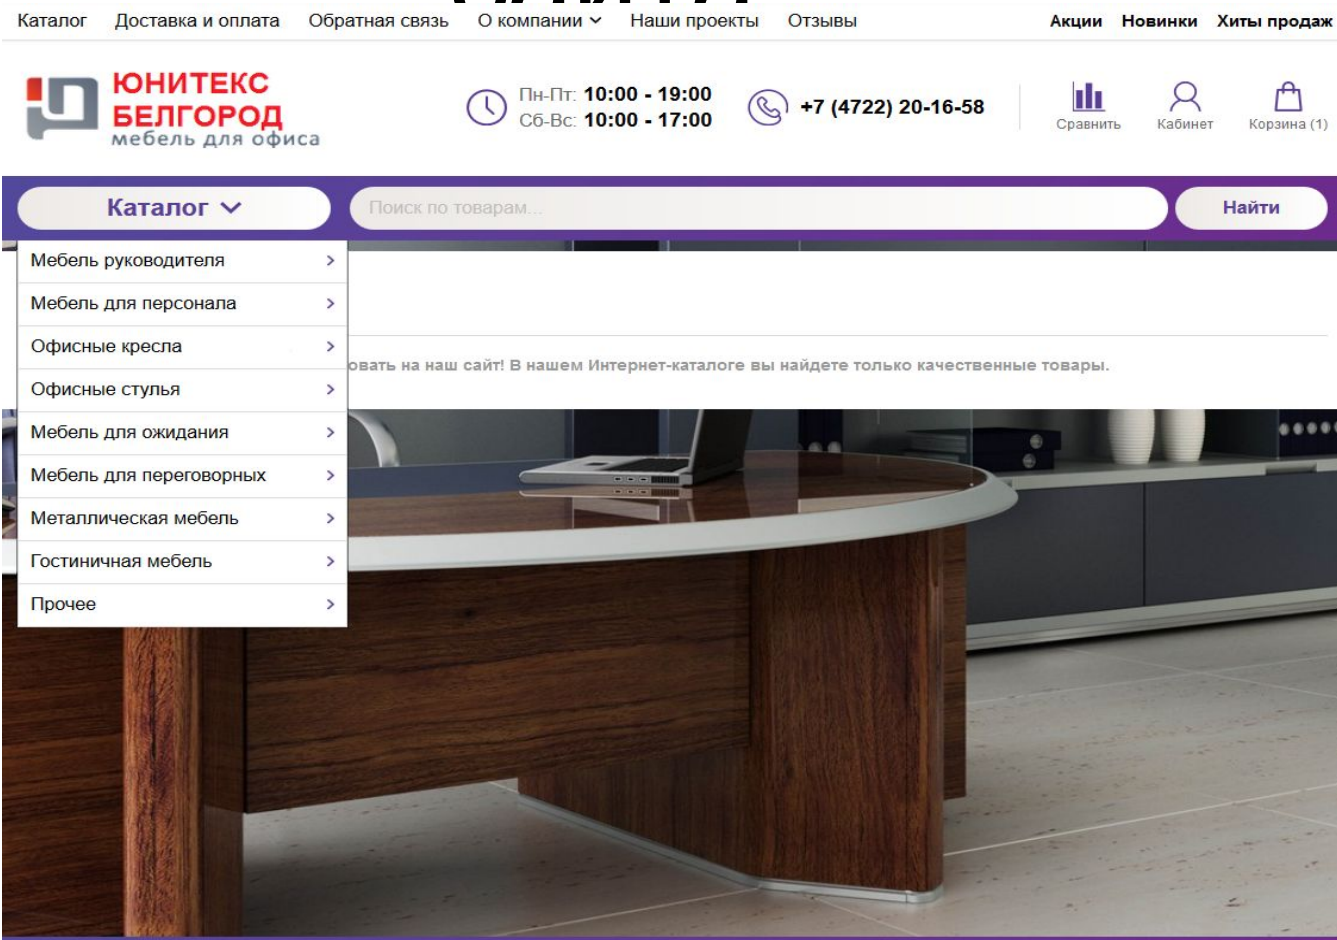 Каталог Доставка и оплата Обратная связь О компании Наши проекты Отзывы Акции Новинки Хиты продаж
ЮНИТЕКС
БЕЛГОРОД
мебель для офиса
Пн-Пт: 10:00 - 19:00
Сб-Вс: 10:00 - 17:00
+7 (4722) 20-16-58
Сравнить Кабинет Корзина (1)
Каталог Поиск по товарам... Найти
Мебель руководителя
Мебель для персонала
Офисные кресла
овать на наш сайт! В нашем Интернет-каталоге вы найдете только качественные товары.
Офисные стулья
Мебель для ожидания
Мебель для переговорных
Металлическая мебель
Гостиничная мебель
Прочее